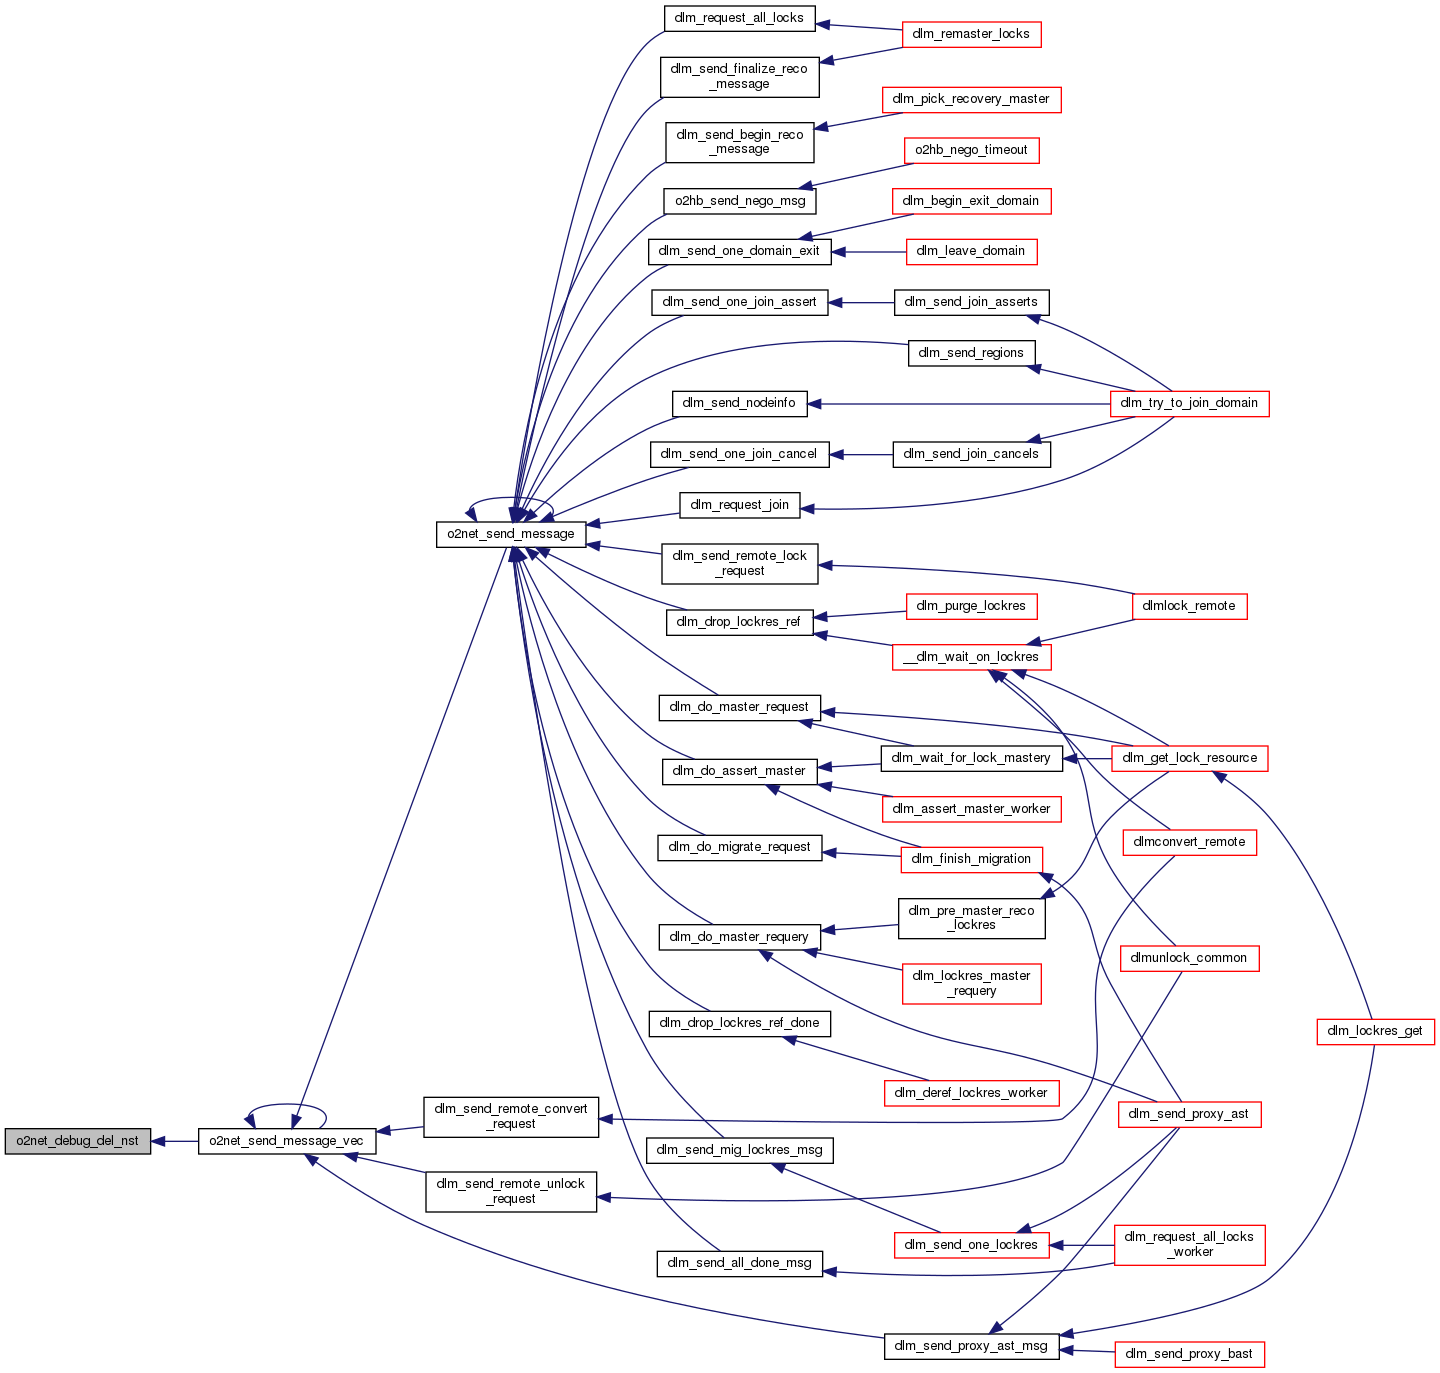 dlm_request_all_locks
dlm_remaster_locks
dlm_send_finalize_reco
_message
dlm_pick_recovery_master
dlm_send_begin_reco
_message
o2hb_nego_timeout
o2hb_send_nego_msg
dlm_begin_exit_domain
dlm_send_one_domain_exit
dlm_leave_domain
dlm_send_one_join_assert
dlm_send_join_asserts
dlm_send_regions
dlm_send_nodeinfo
dlm_try_to_join_domain
dlm_send_one_join_cancel
dlm_send_join_cancels
dlm_request_join
o2net_send_message
dlm_send_remote_lock
_request
dlm_drop_lockres_ref
dlm_purge_lockres
dlmlock_remote
__dlm_wait_on_lockres
dlm_do_master_request
dlm_wait_for_lock_mastery
dlm_get_lock_resource
dlm_do_assert_master
dlm_assert_master_worker
dlm_do_migrate_request
dlm_finish_migration
dlmconvert_remote
dlm_pre_master_reco
_lockres
dlm_do_master_requery
dlm_lockres_master
_requery
dlmunlock_common
dlm_drop_lockres_ref_done
dlm_lockres_get
dlm_deref_lockres_worker
dlm_send_remote_convert
_request
dlm_send_proxy_ast
o2net_debug_del_nst
o2net_send_message_vec
dlm_send_mig_lockres_msg
dlm_send_remote_unlock
_request
dlm_send_one_lockres
dlm_request_all_locks
_worker
dlm_send_all_done_msg
dlm_send_proxy_ast_msg
dlm_send_proxy_bast